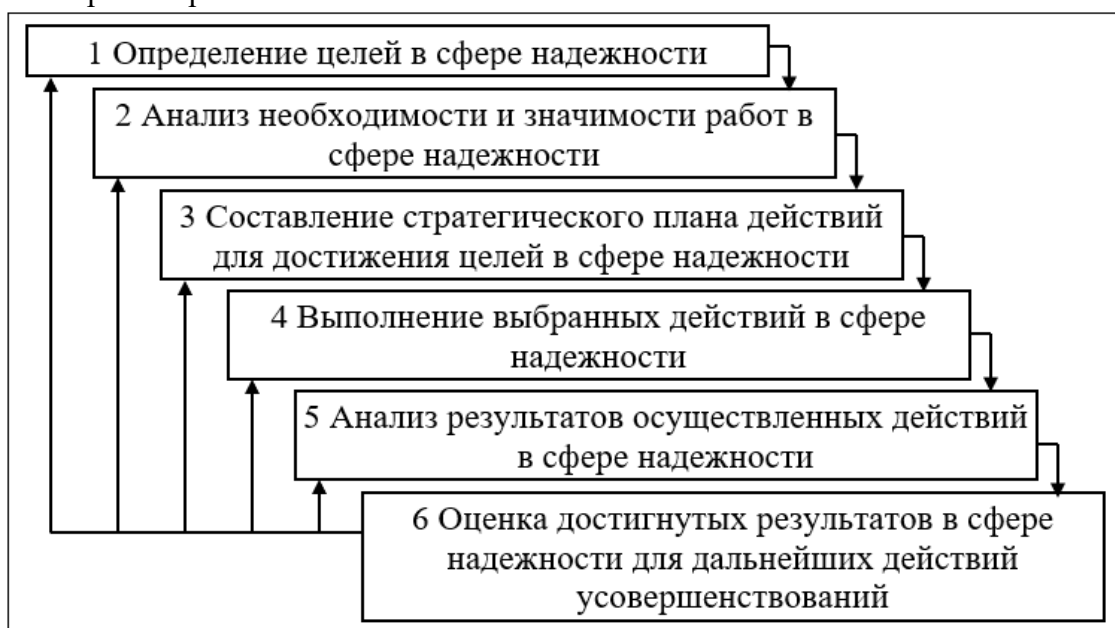 1 Определение целей в сфере надежности
2 Анализ необходимости и значимости работ в
сфере надежности
3 Составление стратегического плана действий
для достижения целей в сфере надежности
4 Выполнение выбранных действий в сфере
надежности
5 Анализ результатов осуществленных действий
в сфере надежности
6 Оценка достигнутых результатов в сфере
надежности для дальнейших действий
усовершенствований